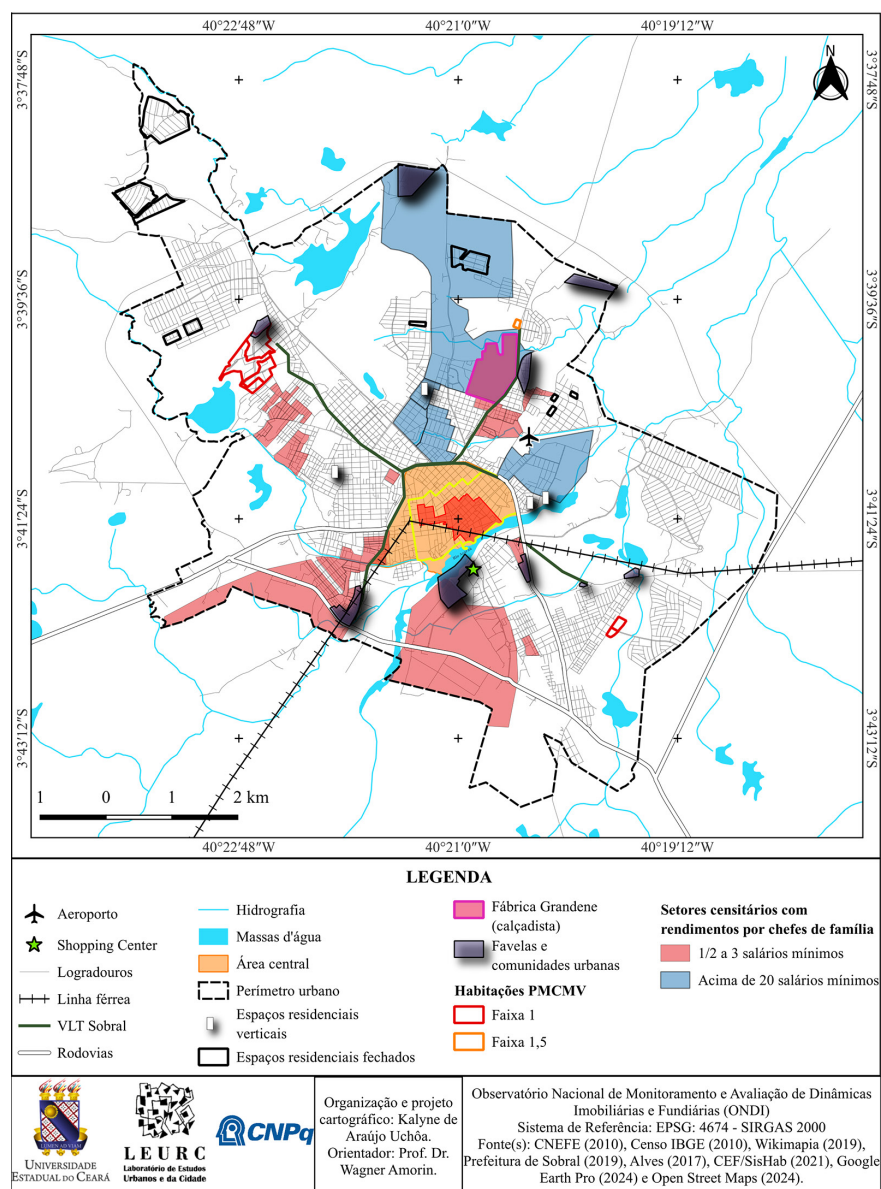 40°22′48″W
40°21′0″W
40°19′12″W
3°37′48″S
3°37′48″S
N
3°39′36″S
3°39′36″S
3°41′24″S
3°41′24″S
3°43′12″S
3°43′12″S
1 0 1 2 km
40°22′48″W
40°21′0″W
40°19′12″W
LEGENDA
Aeroporto
Shopping Center
Logradouros
Linha férrea
VLT Sobral
Rodovias
Hidrografia
Massas d'água
Área central
Perímetro urbano
Espaços residenciais
verticais
Espaços residenciais fechados
Fábrica Grandene
(calçadista)
Favelas e
comunidades urbanas
Habitações PMCMV
Faixa 1
Faixa 1,5
Setores censitários com
rendimentos por chefes de família
1/2 a 3 salários mínimos
Acima de 20 salários mínimos
LUMEN AD VIAM
UNIVERSIDADE
ESTADUAL DO CEARÁ
LEURC
Laboratório de Estudos
Urbanos e da Cidade
CNPq
Organização e projeto
cartográfico: Kalyne de
Araújo Uchôa.
Orientador: Prof. Dr.
Wagner Amorin.
Observatório Nacional de Monitoramento e Avaliação de Dinâmicas
Imobiliárias e Fundiárias (ONDI)
Sistema de Referência: EPSG: 4674 - SIRGAS 2000
Fonte(s): CNEFE (2010), Censo IBGE (2010), Wikimapia (2019),
Prefeitura de Sobral (2019), Alves (2017), CEF/SisHab (2021), Google
Earth Pro (2024) e Open Street Maps (2024).